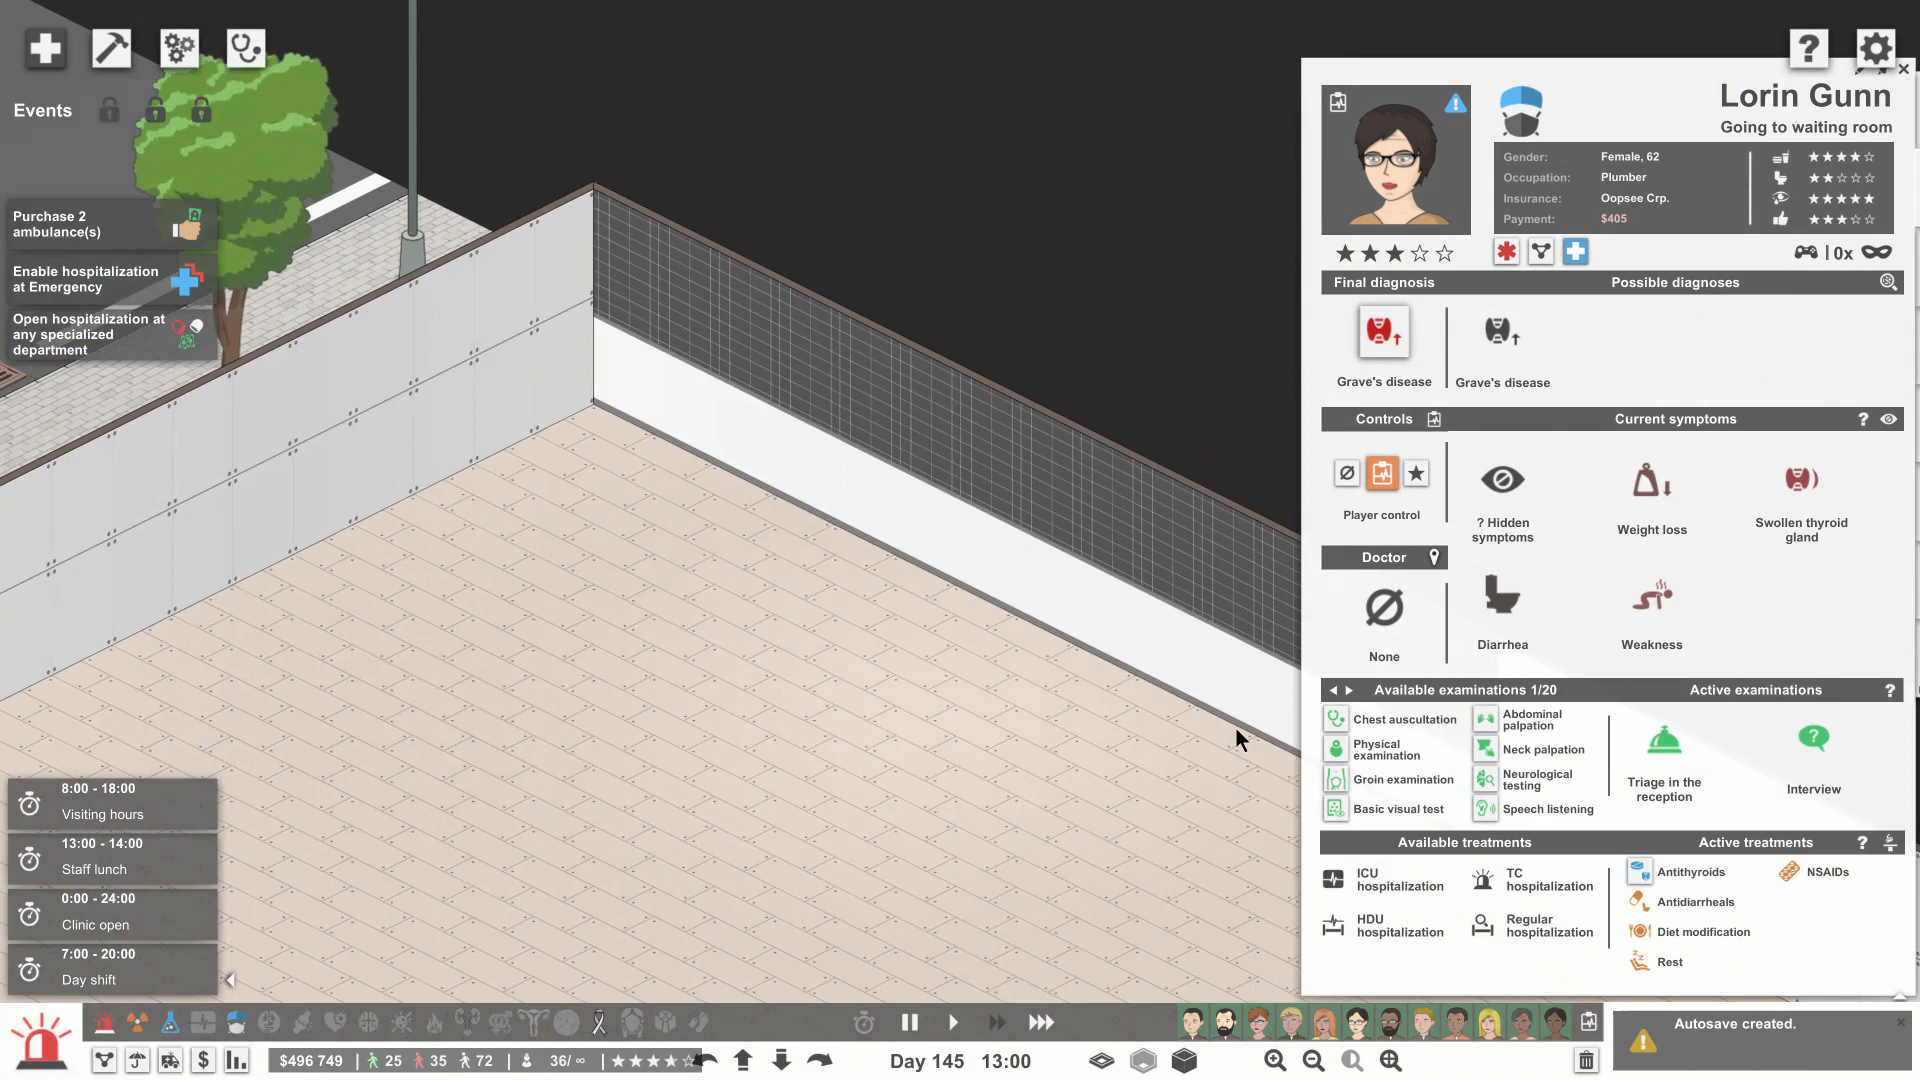 Events
Purchase 2
ambulance(s)
Enable hospitalization
at Emergency
Open hospitalization at
any specialized
department
8:00 - 18:00
Visiting hours
13:00 - 14:00
Staff lunch
0:00 - 24:00
Clinic open
7:00 - 20:00
Day shift
Lorin Gunn
Going to waiting room
Gender: Female, 62
Occupation: Plumber
Insurance: Oopsee Crp.
Payment: $405
| 0x
Final diagnosis
Possible diagnoses
Grave's disease
Grave's disease
Controls
Current symptoms
?
Player control
? Hidden
symptoms
Weight loss
Swollen thyroid
gland
Doctor
None
Diarrhea
Weakness
Available examinations 1/20
Active examinations
?
Chest auscultation
Abdominal
palpation
Physical
examination
Neck palpation
Groin examination
Neurological
testing
Basic visual test
Speech listening
Triage in the
reception
Interview
Available treatments
Active treatments
?
ICU
hospitalization
TC
hospitalization
HDU
hospitalization
Regular
hospitalization
Antithyroids
NSAIDs
Antidiarrheals
Diet modification
Rest
$496 749 | 25 35 72 | 36/ ∞ |
Day 145 13:00
Autosave created.